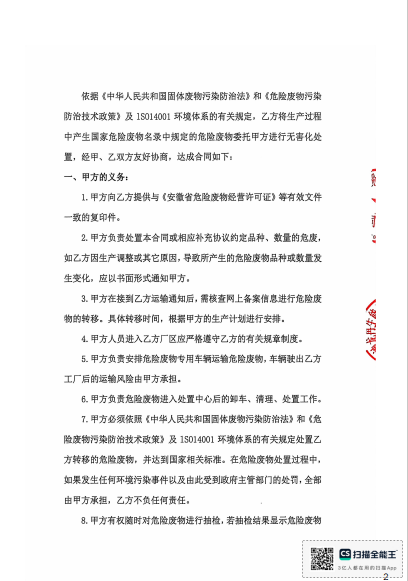 依据《中华人民共和国固体废物污染防治法》和《危险废物污染
防治技术政策》及 ISO14001 环境体系的有关规定，乙方将生产过程
中产生国家危险废物名录中规定的危险废物委托甲方进行无害化处
置，经甲、乙双方友好协商，达成合同如下：
一、甲方的义务：
1.甲方向乙方提供与《安徽省危险废物经营许可证》等有效文件
一致的复印件。
2.甲方负责处置本合同或相应补充协议约定品种、数量的危废，
如乙方因生产调整或其它原因，导致所产生的危险废物品种或数量发
生变化，应以书面形式通知甲方。
3.甲方在接到乙方运输通知后，需核查网上备案信息进行危险废
物的转移。具体转移时间，根据甲方的生产计划进行安排。
4.甲方人员进入乙方厂区应严格遵守乙方的有关规章制度。
5.甲方负责安排危险废物专用车辆运输危险废物，车辆驶出乙方
工厂后的运输风险由甲方承担。
6.甲方负责危险废物进入处置中心后的卸车、清理、处置工作。
7.甲方必须依照《中华人民共和国固体废物污染防治法》和《危
险废物污染防治技术政策》及 ISO14001 环境体系的有关规定处置乙
方转移的危险废物，并达到国家相关标准。在危险废物处置过程中，
如果发生任何环境污染事件以及由此受到政府主管部门的处罚，全部
由甲方承担，乙方不负任何责任。
8.甲方有权随时对危险废物进行抽检，若抽检结果显示危险废物
CS 扫描全能王
3亿人都在用的扫描App
2